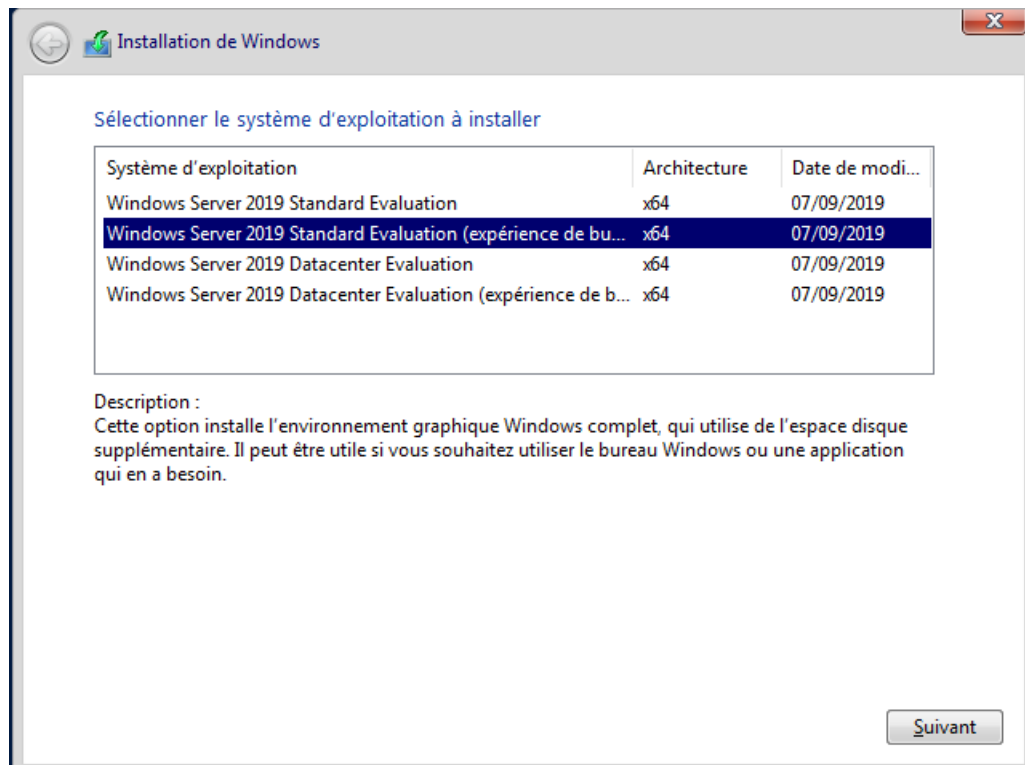 Installation de Windows
Sélectionner le système d'exploitation à installer
Système d'exploitation Architecture Date de modi...
Windows Server 2019 Standard Evaluation x64 07/09/2019
Windows Server 2019 Standard Evaluation (expérience de bu... x64 07/09/2019
Windows Server 2019 Datacenter Evaluation x64 07/09/2019
Windows Server 2019 Datacenter Evaluation (expérience de b... x64 07/09/2019
Description :
Cette option installe l'environnement graphique Windows complet, qui utilise de l'espace disque
supplémentaire. Il peut être utile si vous souhaitez utiliser le bureau Windows ou une application
qui en a besoin.
Suivant